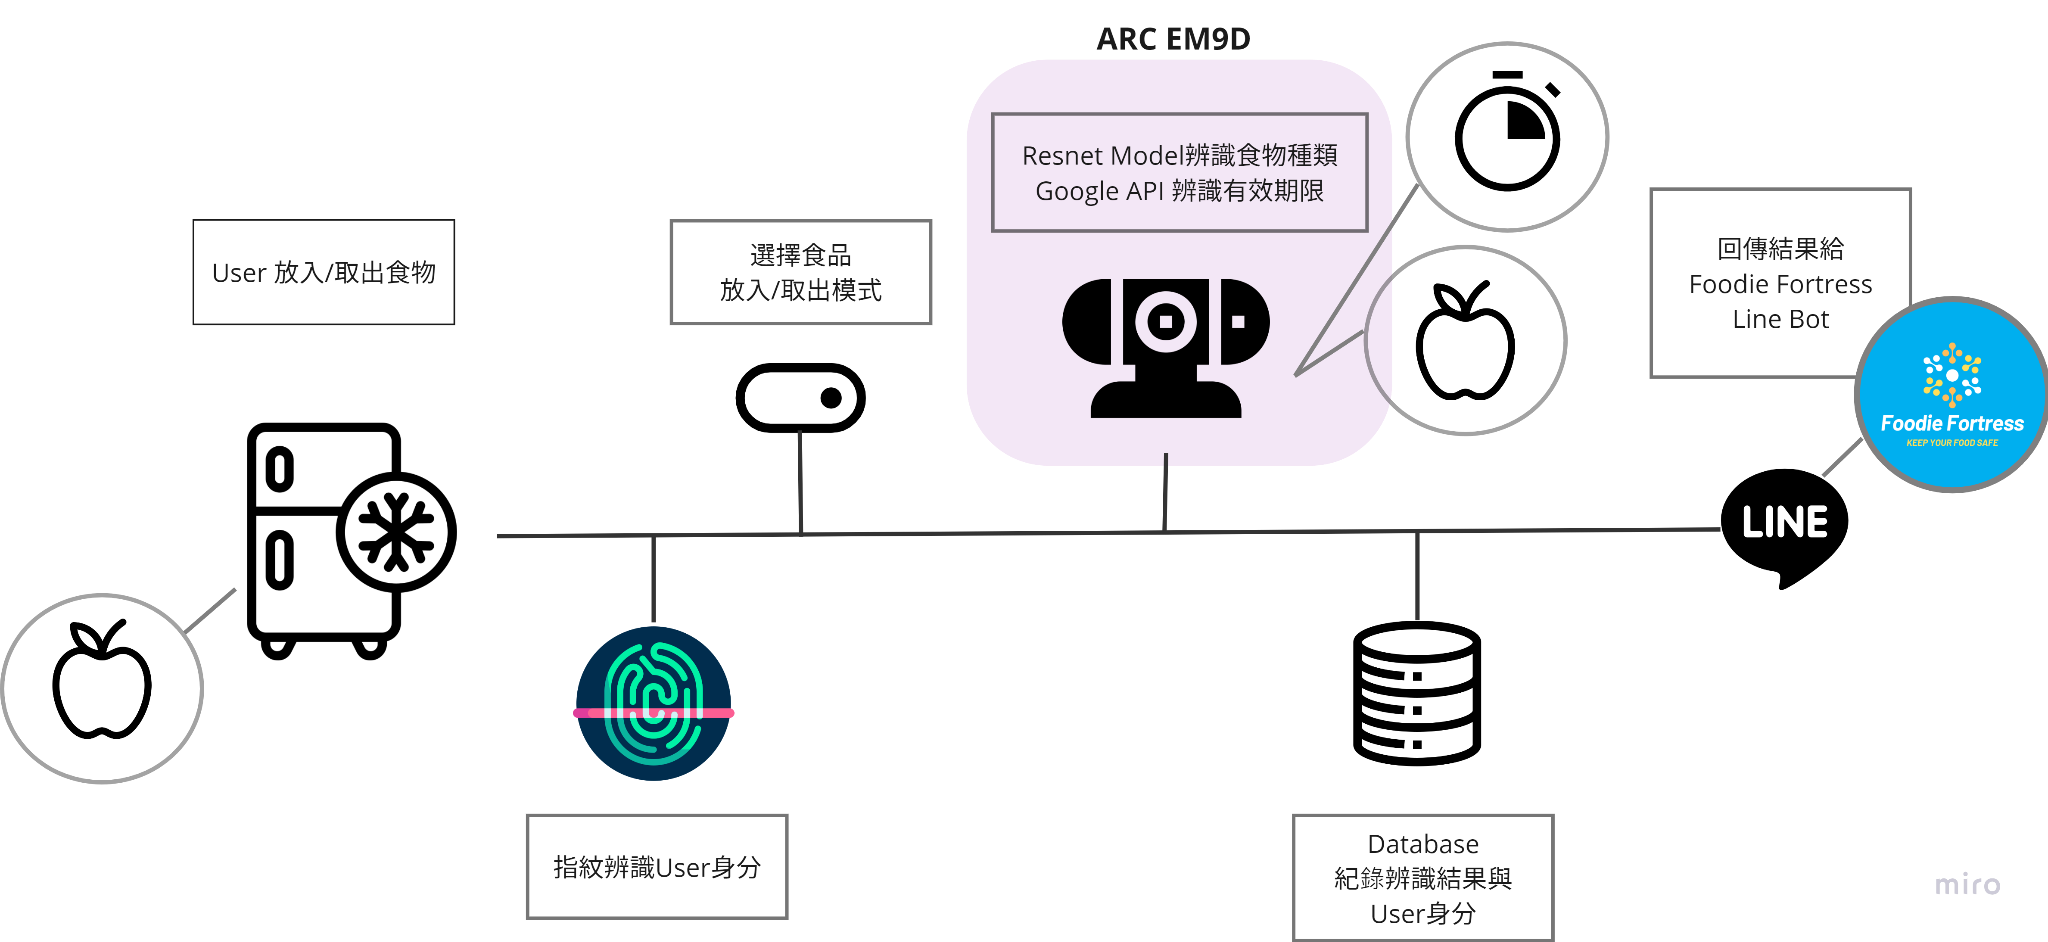 ARC EM9D
Resnet Model辨識食物種類
Google API 辨識有效期限
User 放入/取出食物
選擇食品
放入/取出模式
回傳結果給
Foodie Fortress
Line Bot
Foodie Fortress
KEEP YOUR FOOD SAFE
LINE
指紋辨識User身分
Database
紀錄辨識結果與
User身分
miro